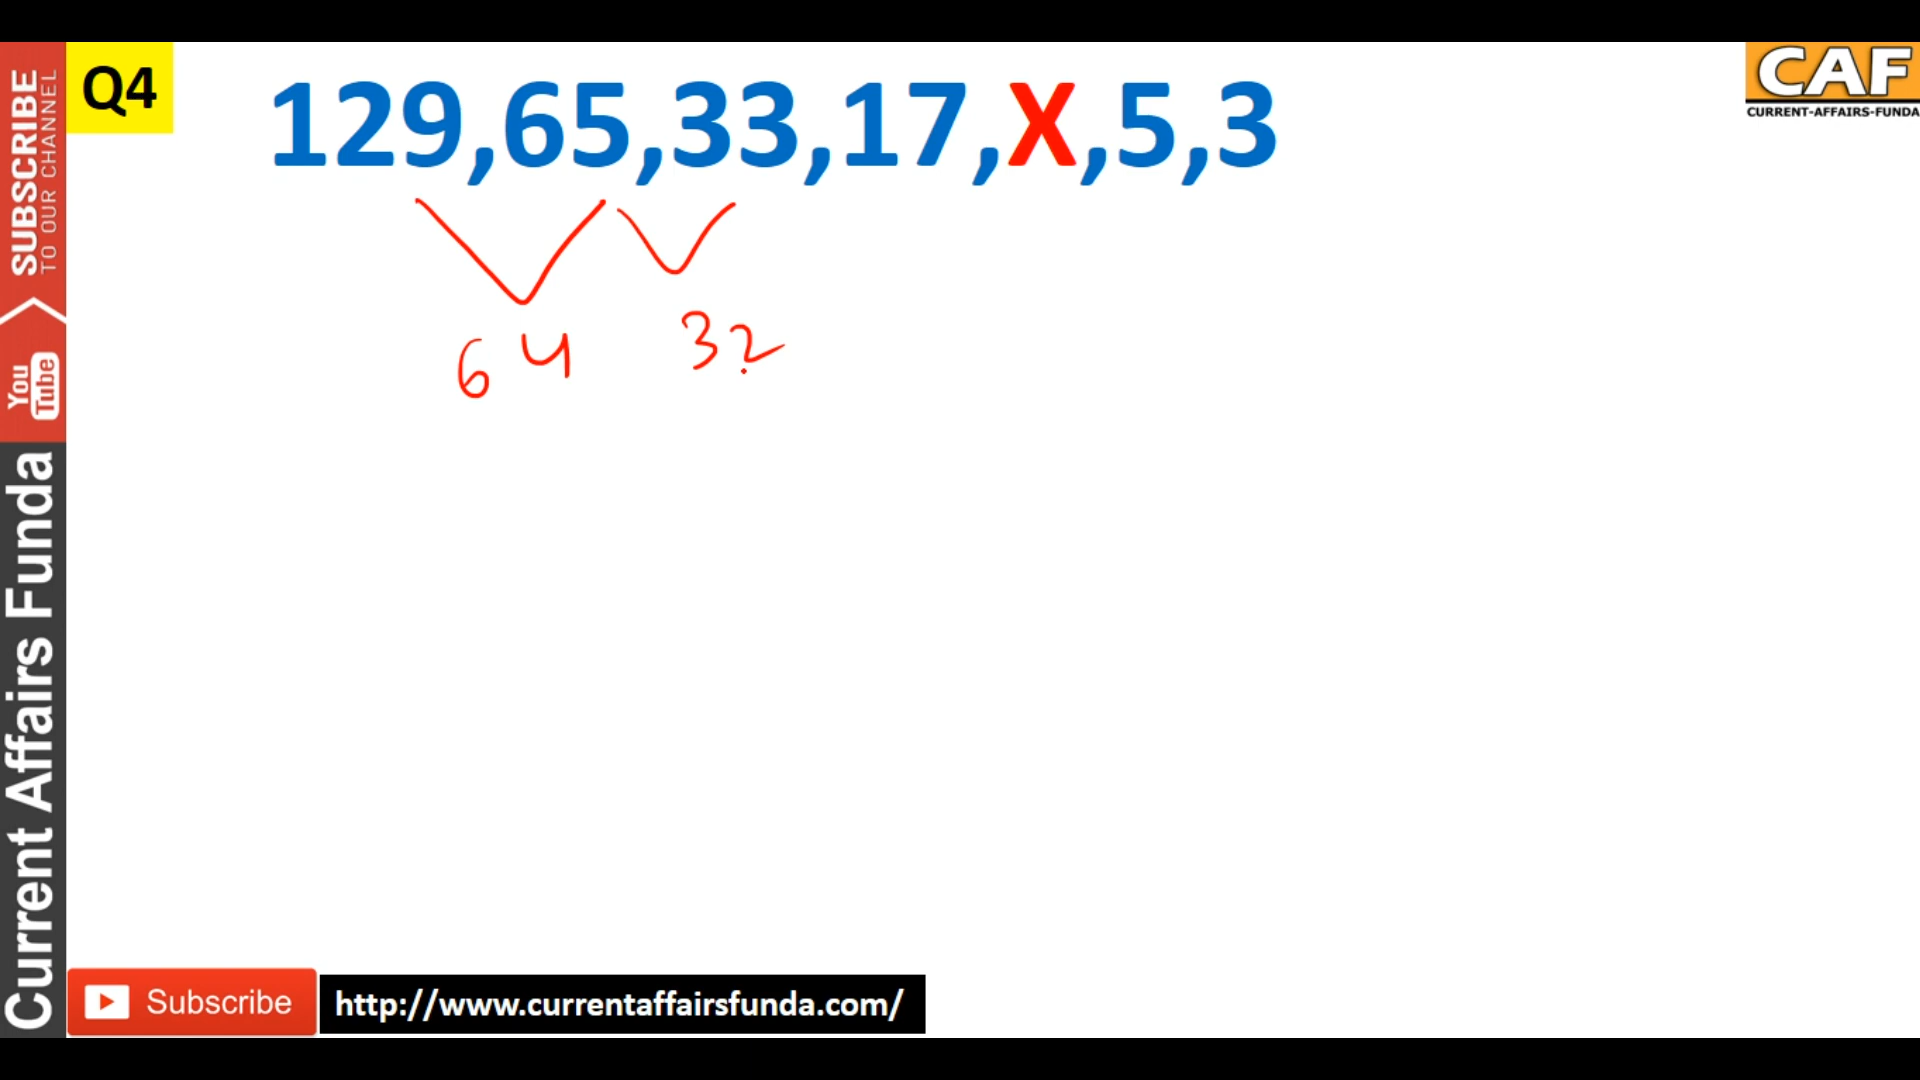 Q4
129,65,33,17,X,5,3
CAF
CURRENT-AFFAIRS-FUNDA
64 32
SUBSCRIBE
TO OUR CHANNEL
You
Tube
Current Affairs Funda
Subscribe
http://www.currentaffairsfunda.com/